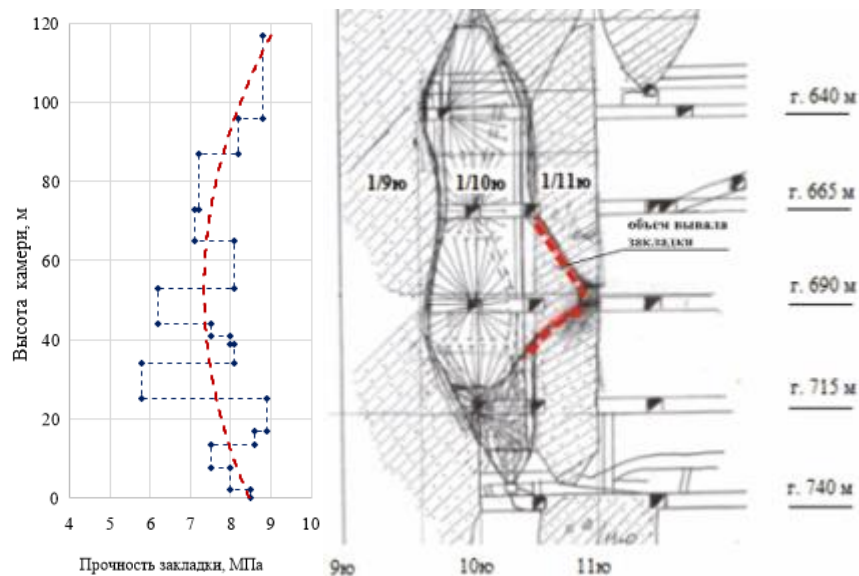 120
100
80
60
40
20
0
Высота камери, м
4 5 6 7 8 9 10
Прочность закладки, МПа
г. 640 м
1/9ю 1/10ю 1/11ю
г. 665 м
объем вывала
закладки
г. 690 м
г. 715 м
г. 740 м
9ю 10ю 11ю